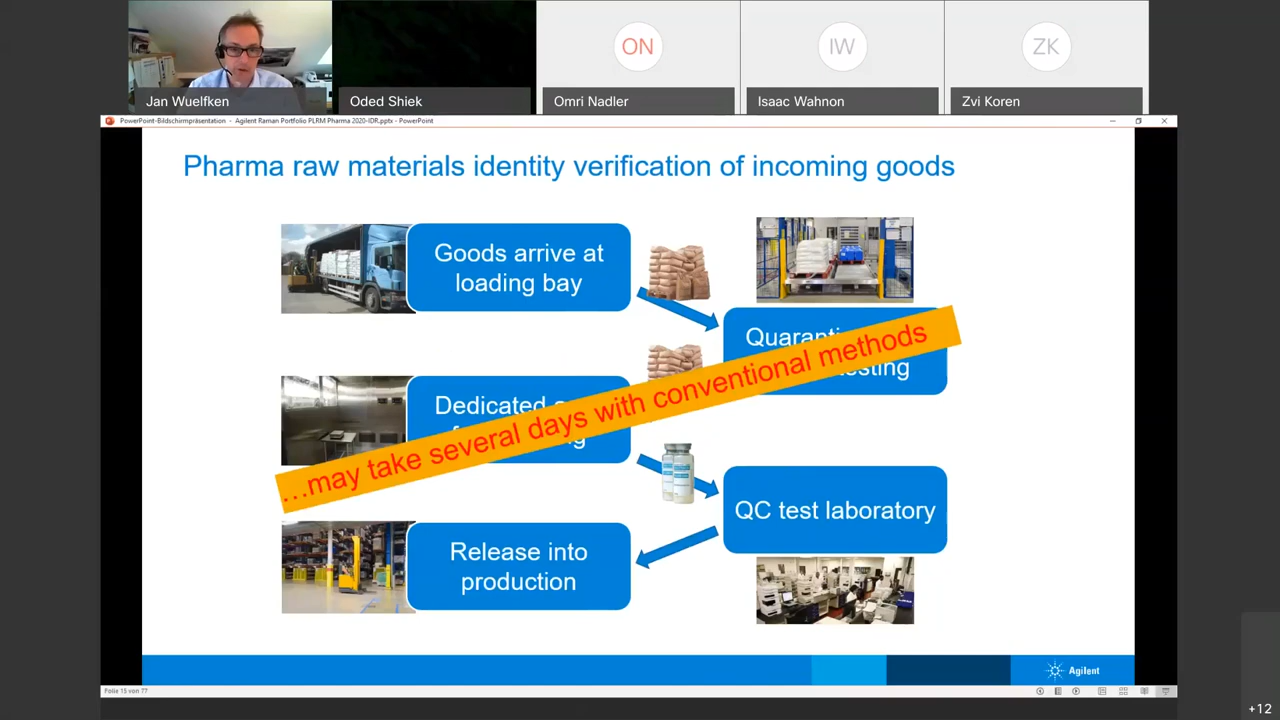 ON
IW
ZK
Jan Wuelfken
Oded Shiek
Omri Nadler
Isaac Wahnon
Zvi Koren
PowerPoint-Bildschirmpräsentation - Agilent Raman Portfolio PLRM Pharma 2020-IDR.pptx - PowerPoint
Pharma raw materials identity verification of incoming goods
Goods arrive at
loading bay
…may take several days with conventional methods
Dedicated
QC test laboratory
Release into
production
Agilent
Folie 15 von 77
+12